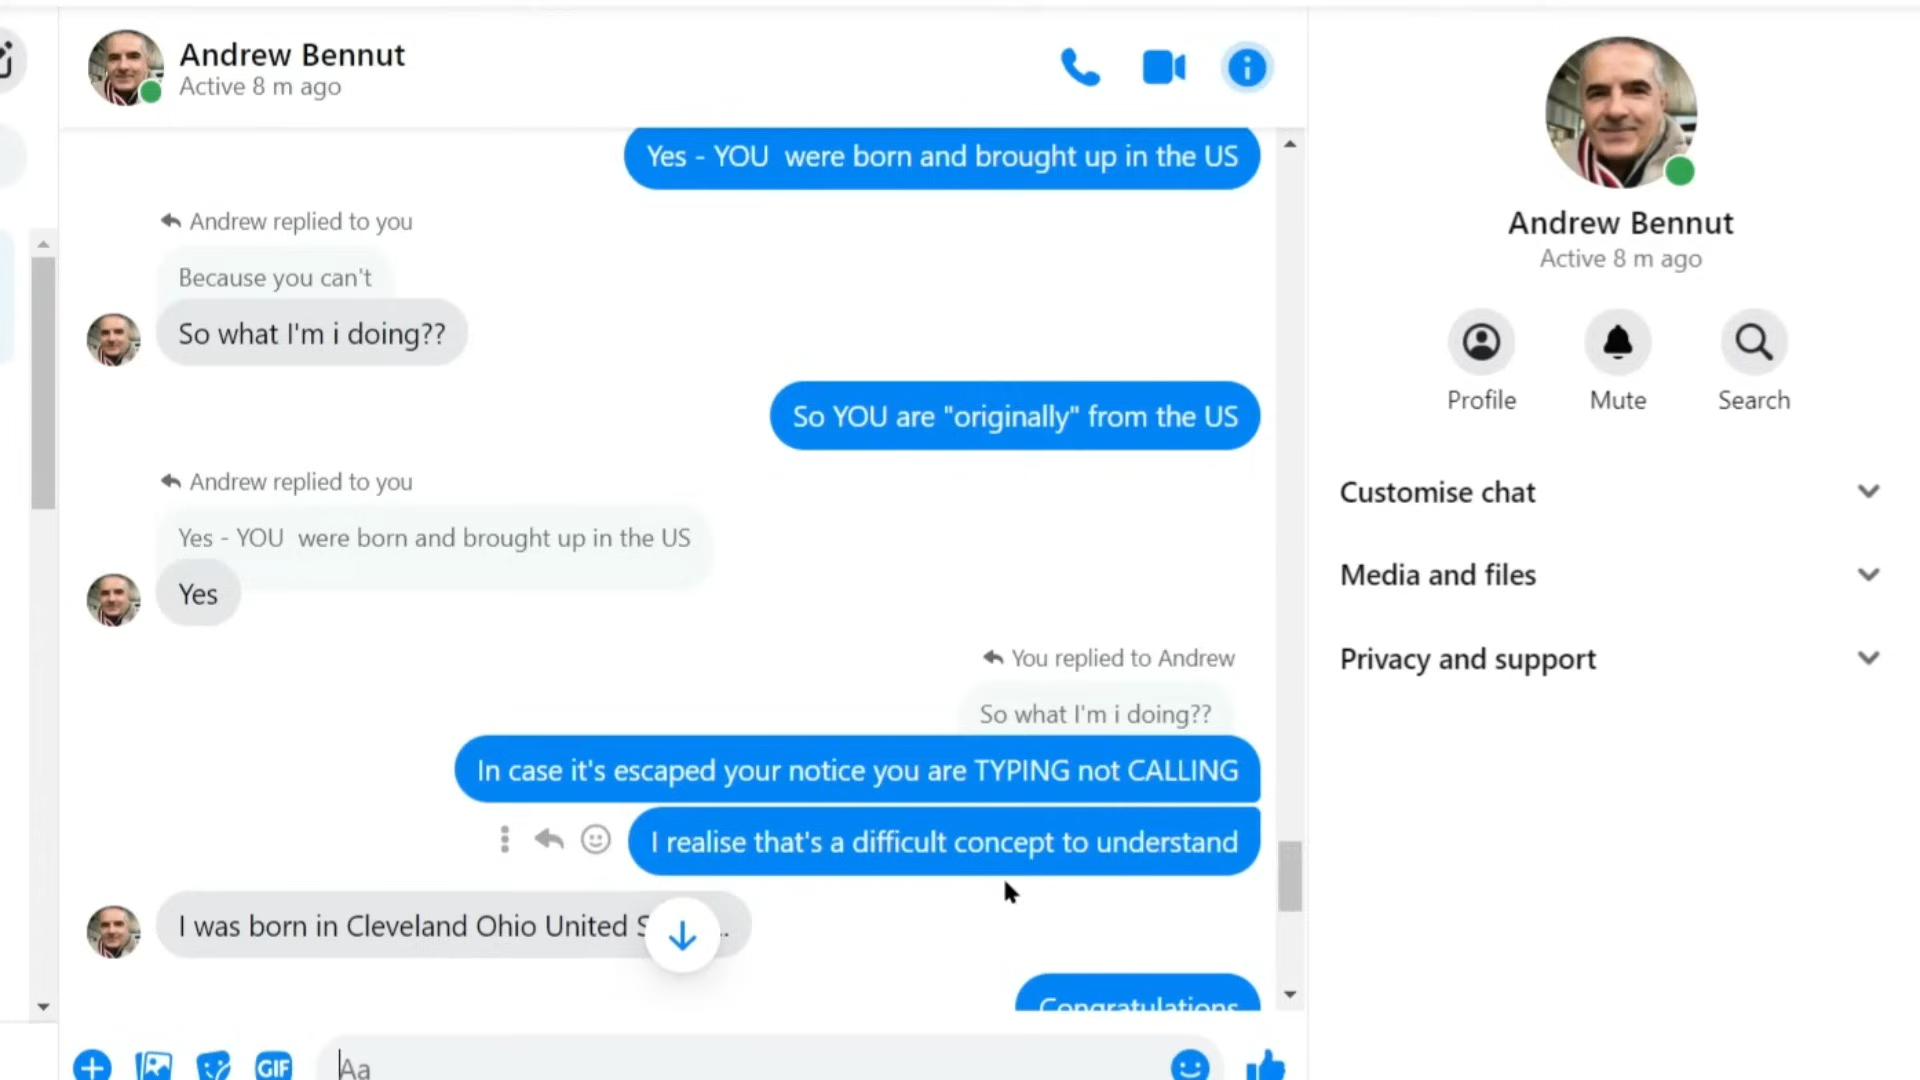 Andrew Bennut
Active 8 m ago
Yes - YOU  were born and brought up in the US
Andrew replied to you
Because you can't
So what I'm i doing??
So YOU are "originally" from the US
Andrew replied to you
Yes - YOU  were born and brought up in the US
Yes
You replied to Andrew
So what I'm i doing??
In case it's escaped your notice you are TYPING not CALLING
I realise that's a difficult concept to understand
I was born in Cleveland Ohio United
Congratulations
GIF
Aa
Andrew Bennut
Active 8 m ago
Profile
Mute
Search
Customise chat
Media and files
Privacy and support